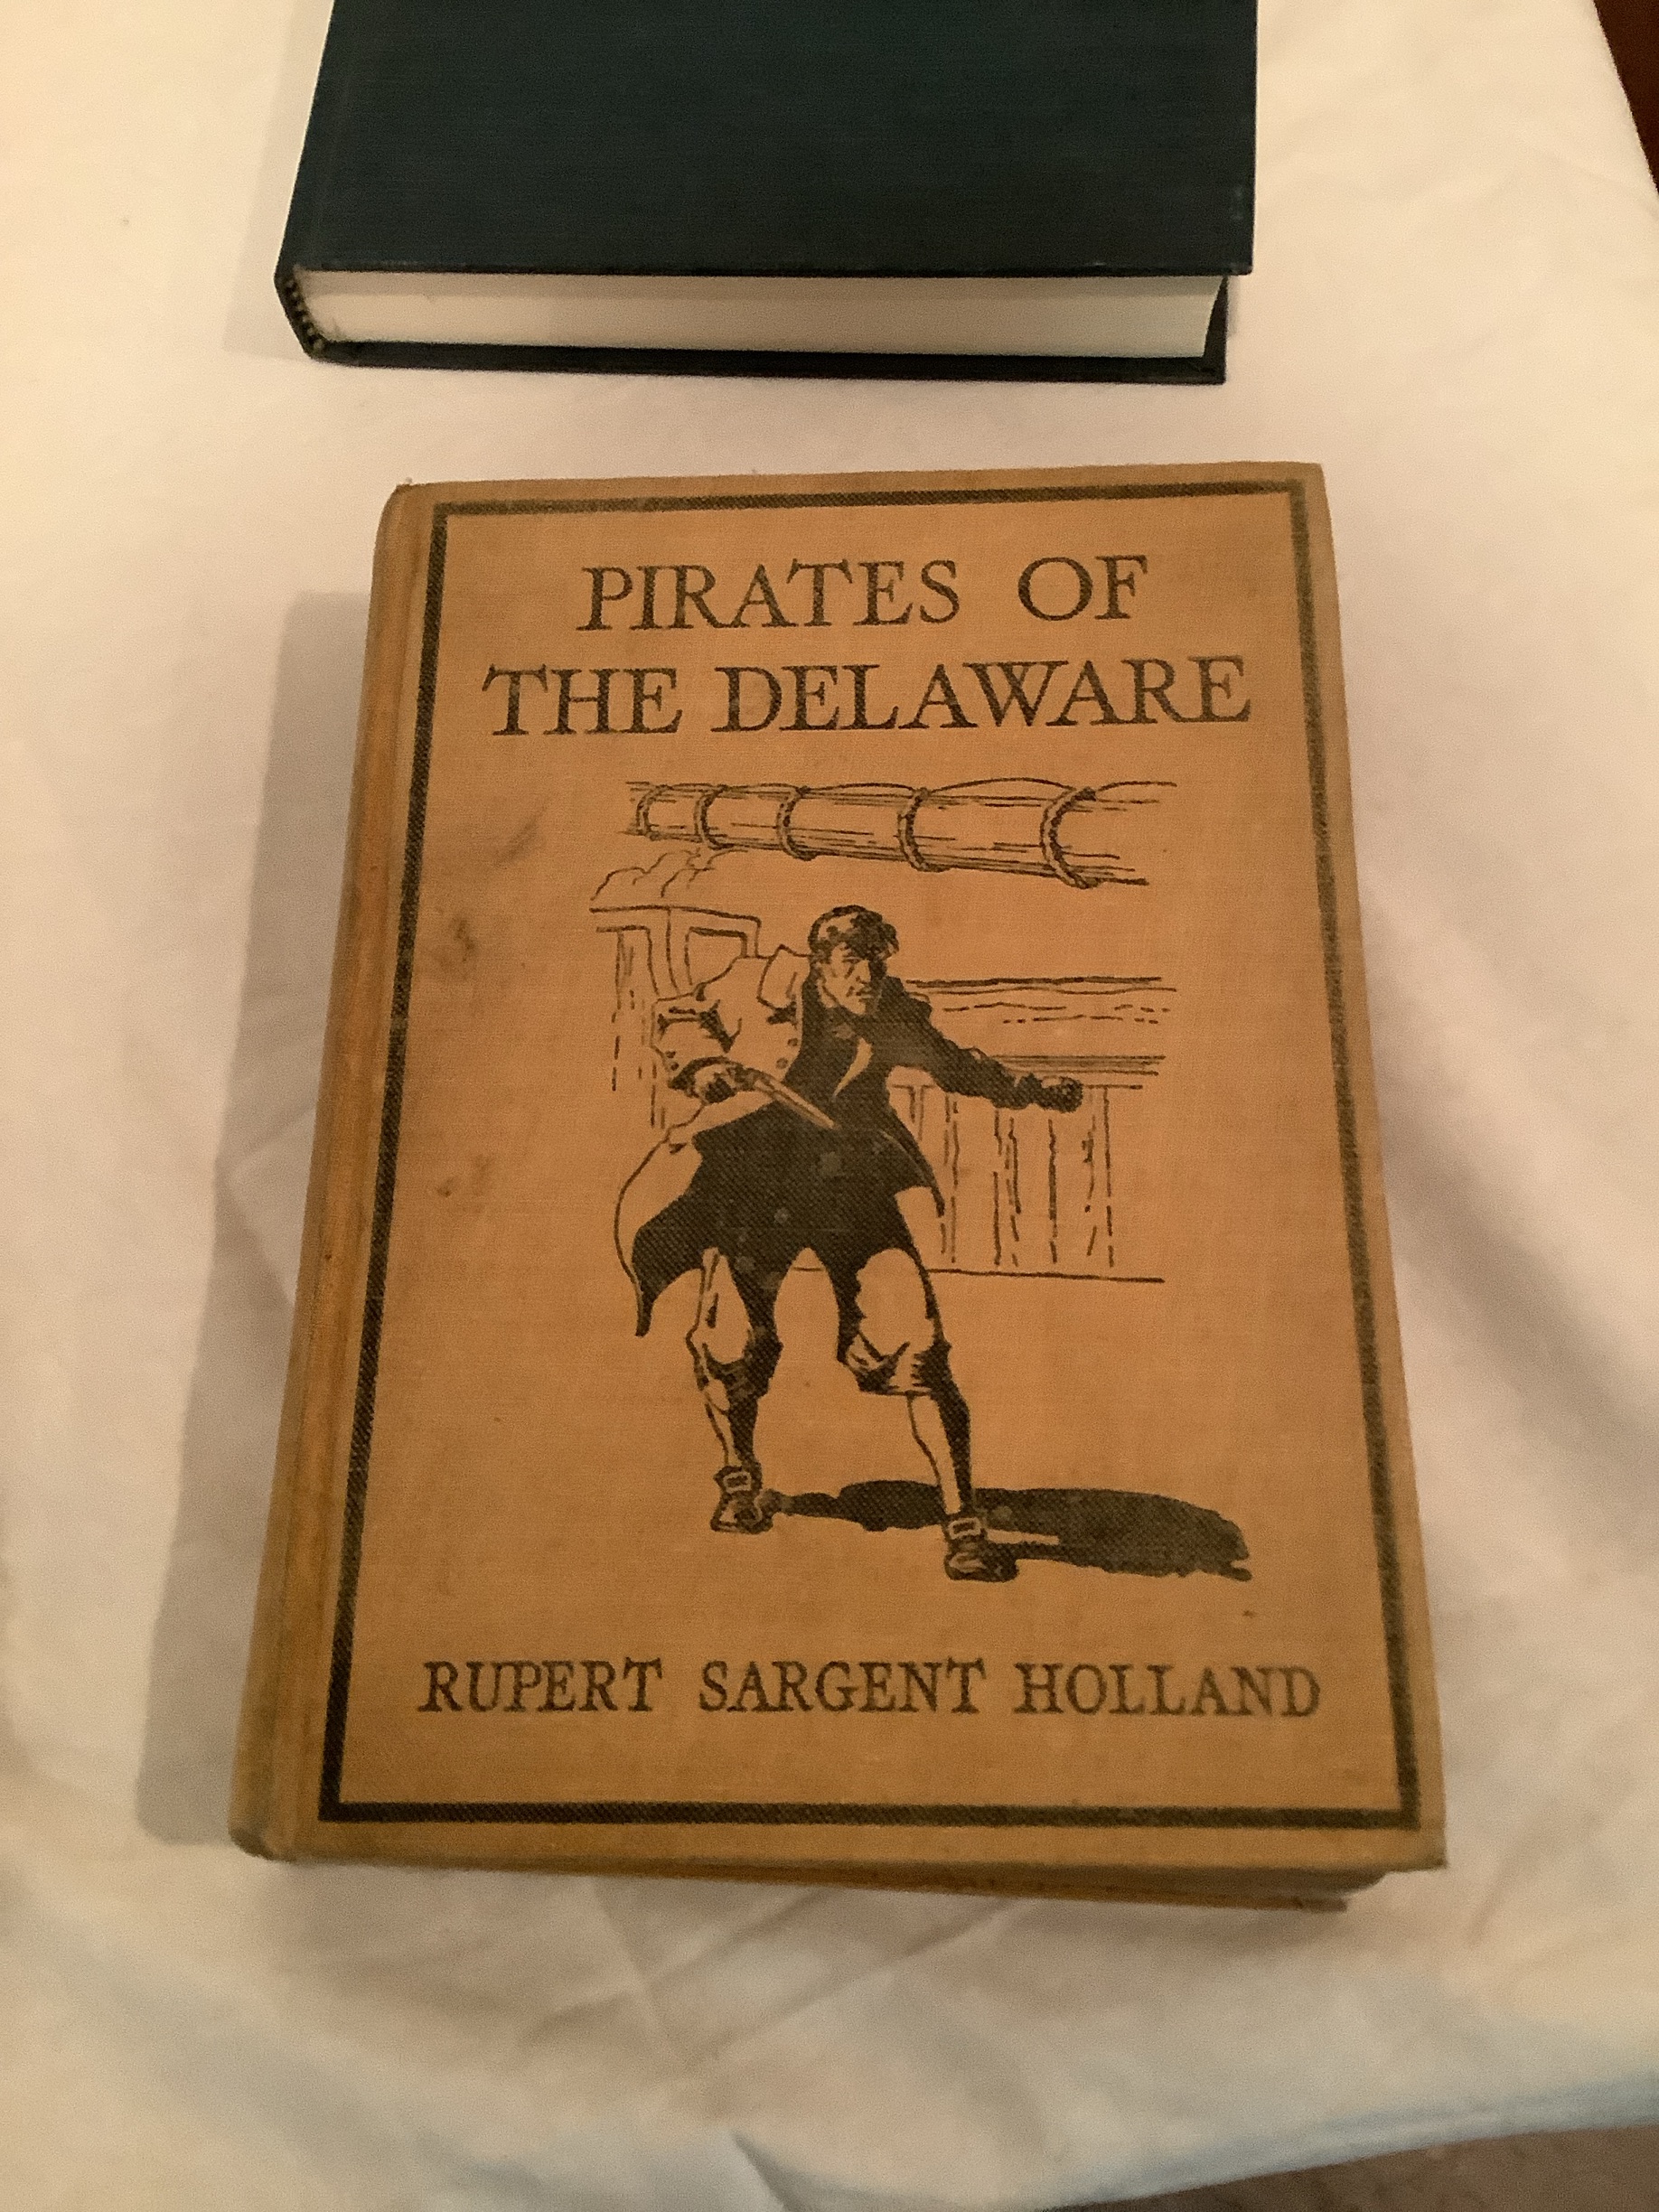 PIRATES OF
THE DELAWARE
RUPERT SARGENT HOLLAND